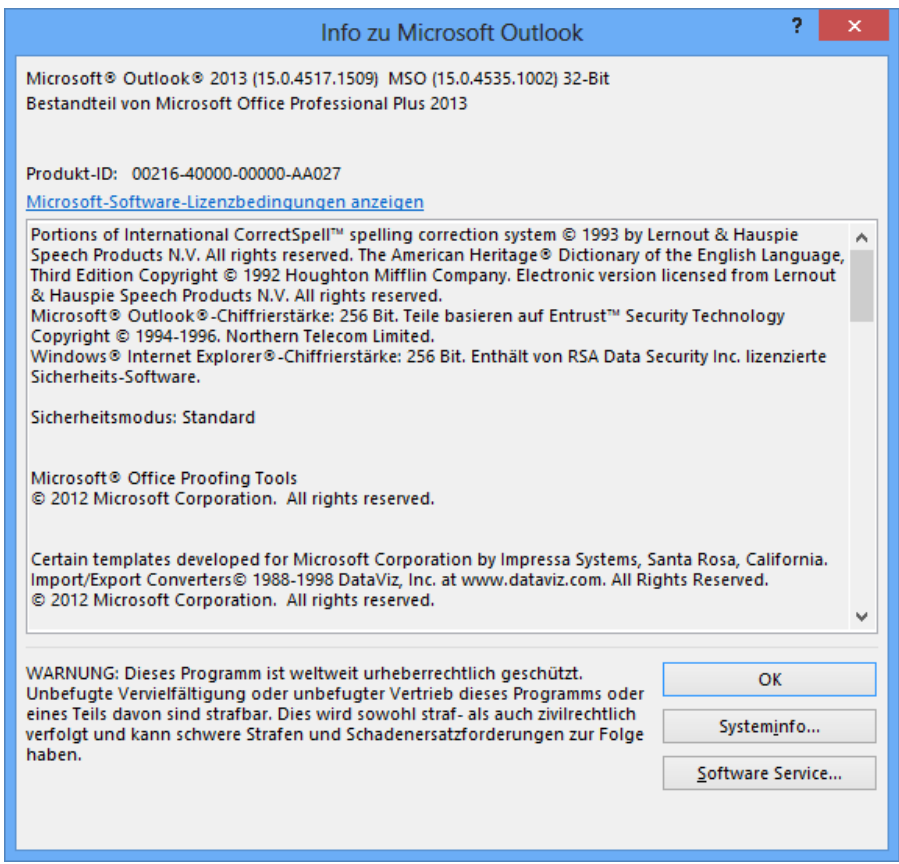 Info zu Microsoft Outlook
?
Microsoft® Outlook® 2013 (15.0.4517.1509)  MSO (15.0.4535.1002) 32-Bit
Bestandteil von Microsoft Office Professional Plus 2013
Produkt-ID:   00216-40000-00000-AA027
Microsoft-Software-Lizenzbedingungen anzeigen
Portions of International CorrectSpell™ spelling correction system © 1993 by Lernout & Hauspie
Speech Products N.V. All rights reserved. The American Heritage® Dictionary of the English Language,
Third Edition Copyright © 1992 Houghton Mifflin Company. Electronic version licensed from Lernout
& Hauspie Speech Products N.V. All rights reserved.
Microsoft® Outlook®-Chiffrierstärke: 256 Bit. Teile basieren auf Entrust™ Security Technology
Copyright © 1994-1996. Northern Telecom Limited.
Windows® Internet Explorer®-Chiffrierstärke: 256 Bit. Enthält von RSA Data Security Inc. lizenzierte
Sicherheits-Software.
Sicherheitsmodus: Standard
Microsoft® Office Proofing Tools
© 2012 Microsoft Corporation.  All rights reserved.
Certain templates developed for Microsoft Corporation by Impressa Systems, Santa Rosa, California.
Import/Export Converters© 1988-1998 DataViz, Inc. at www.dataviz.com. All Rights Reserved.
© 2012 Microsoft Corporation. All rights reserved.
WARNUNG: Dieses Programm ist weltweit urheberrechtlich geschützt.
Unbefugte Vervielfältigung oder unbefugter Vertrieb dieses Programms oder
eines Teils davon sind strafbar. Dies wird sowohl straf- als auch zivilrechtlich
verfolgt und kann schwere Strafen und Schadenersatzforderungen zur Folge
haben.
OK
Systeminfo...
Software Service...